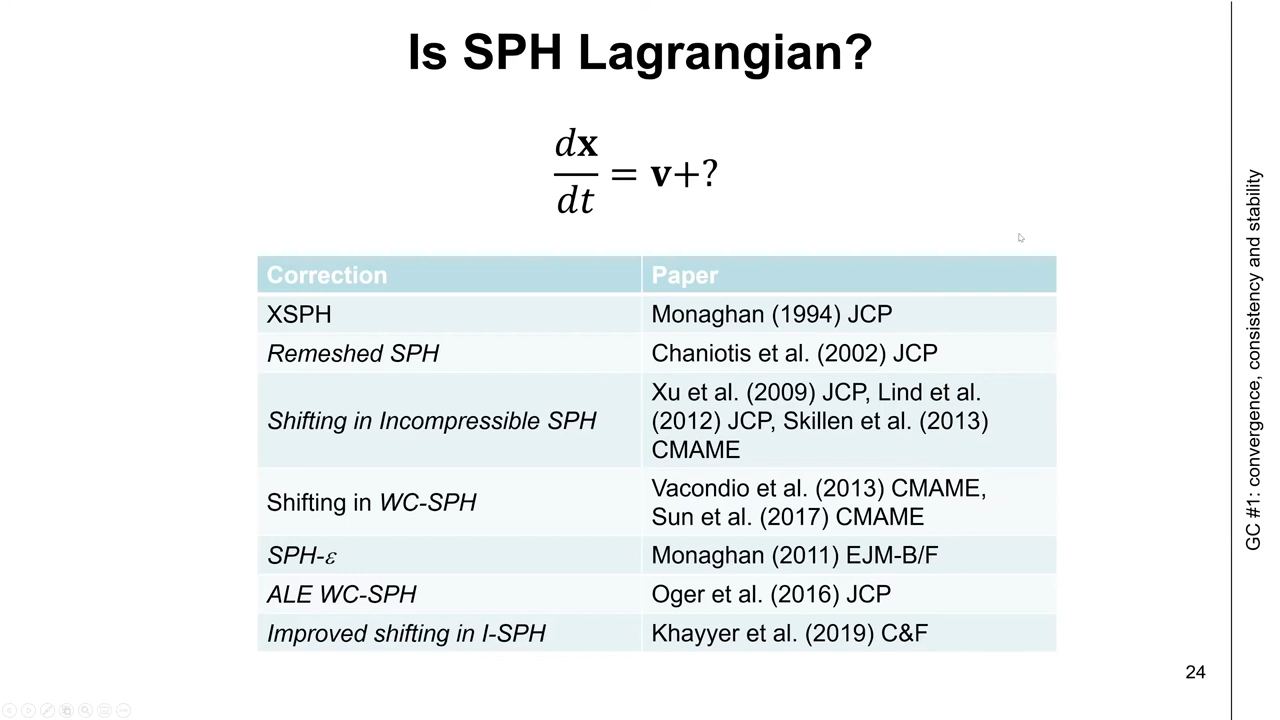 Is SPH Lagrangian?
d𝐱
dt
= 𝐯+?
Correction
Paper
XSPH
Monaghan (1994) JCP
Remeshed SPH
Chaniotis et al. (2002) JCP
Shifting in Incompressible SPH
Xu et al. (2009) JCP, Lind et al.
(2012) JCP, Skillen et al. (2013)
CMAME
Shifting in WC-SPH
Vacondio et al. (2013) CMAME,
Sun et al. (2017) CMAME
SPH-ε
Monaghan (2011) EJM-B/F
ALE WC-SPH
Oger et al. (2016) JCP
Improved shifting in I-SPH
Khayyer et al. (2019) C&F
24
GC #1: convergence, consistency and stability